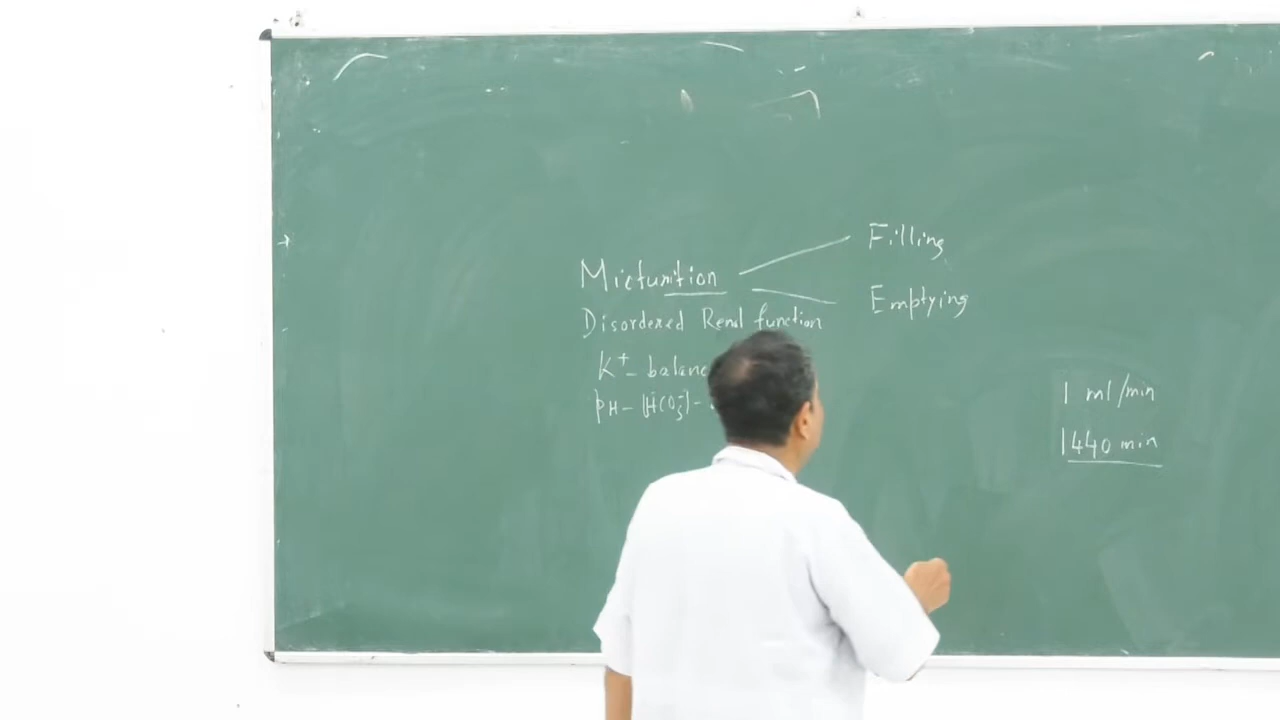 Micturition
Filling
Emptying
Disordered Renal function
K+ - balanc
pH - [HCO3-] -
1 ml/min
1440 min